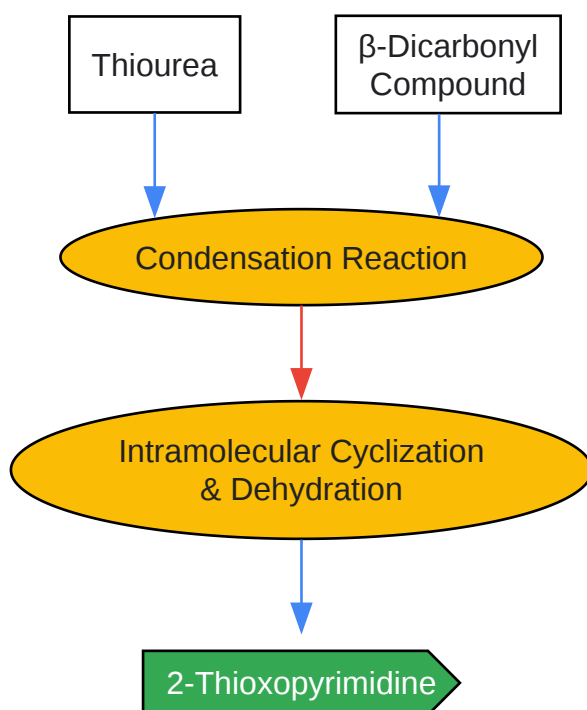 Thiourea
β-Dicarbonyl
Compound
Condensation Reaction
Intramolecular Cyclization
& Dehydration
2-Thioxopyrimidine